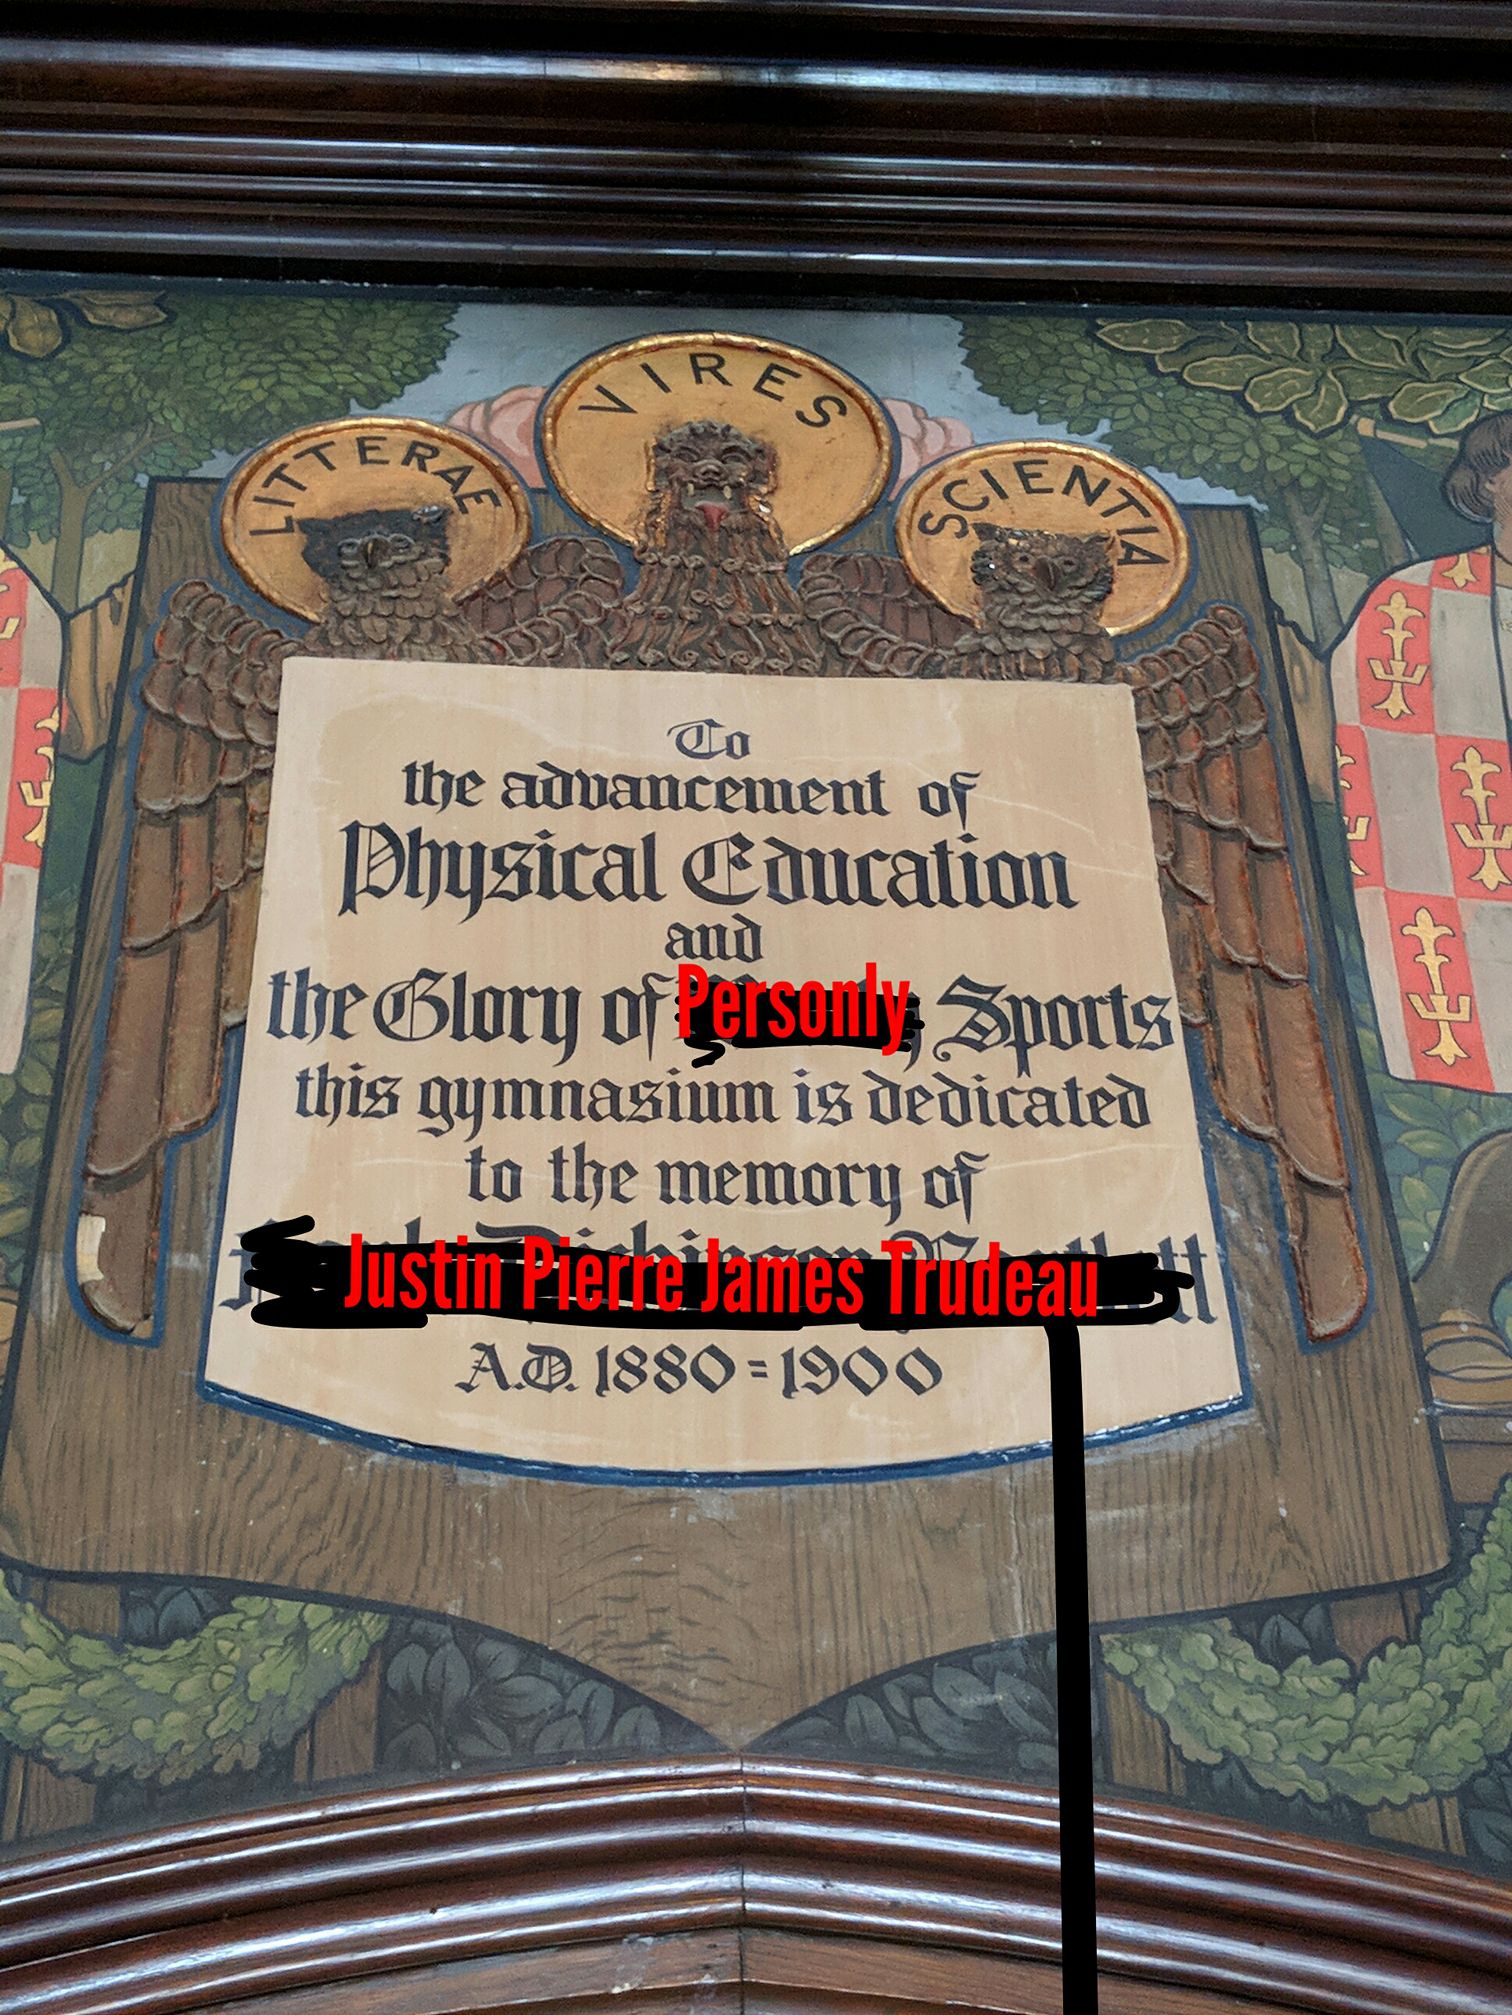 LITTERAE
VIRES
SCIENTIA
To
the advancement of
Physical Education
and
the Glory of Personly Sports
this gymnasium is dedicated
to the memory of
Justin Pierre James Trudeau
A.D. 1880=1900